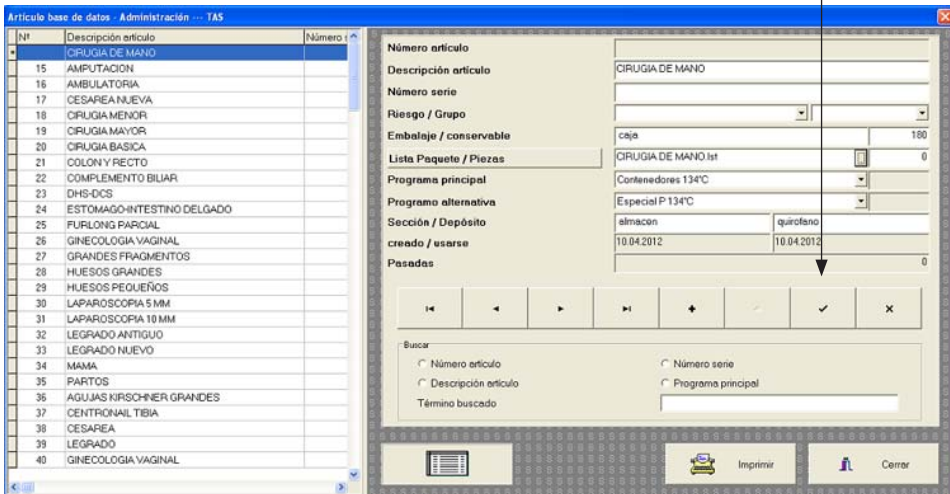 Artículo base de datos - Administración --- TAS
Nº Descripción artículo Número
CIRUGIA DE MANO
15 AMPUTACION
16 AMBULATORIA
17 CESAREA NUEVA
18 CIRUGIA MENOR
19 CIRUGIA MAYOR
20 CIRUGIA BASICA
21 COLON Y RECTO
22 COMPLEMENTO BILIAR
23 DHS-DCS
24 ESTOMAGO-INTESTINO DELGADO
25 FURLONG PARCIAL
26 GINECOLOGIA VAGINAL
27 GRANDES FRAGMENTOS
28 HUESOS GRANDES
29 HUESOS PEQUEÑOS
30 LAPAROSCOPIA 5 MM
31 LAPAROSCOPIA 10 MM
32 LEGRADO ANTIGUO
33 LEGRADO NUEVO
34 MAMA
35 PARTOS
36 AGUJAS KIRSCHNER GRANDES
37 CENTRONAIL TIBIA
38 CESAREA
39 LEGRADO
40 GINECOLOGIA VAGINAL
Número artículo
Descripción artículo CIRUGIA DE MANO
Número serie
Riesgo / Grupo
Embalaje / conservable caja 180
Lista Paquete / Piezas CIRUGIA DE MANO.lst 0
Programa principal Contenedores 134°C
Programo alternativa Especial P 134°C
Sección / Depósito almacen quirofano
creado / usarse 10.04.2012 10.04.2012
Pasadas 0
Buscar
Número artículo Número serie
Descripción artículo Programa principal
Término buscado
Imprimir Cerrar